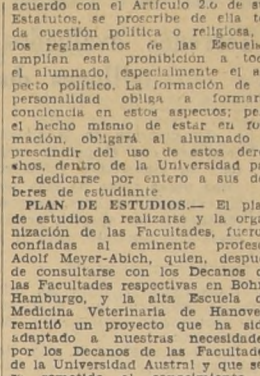 acuerdo con el Artículo 2.o de s
Estatutos, se proscribe de ella t
da cuestión política o religiosa,
los reglamentos de las Escuel
amplían esta prohibición a to
el alumnado, especialmente el a
pecto político. La formación de
personalidad obliga a formar
conciencia en estos aspectos; pe
el hecho mismo de estar en fo
mación, obligará al alumnado
prescindir del uso de estos dere
chos, dentro de la Universidad p
ra dedicarse por entero a sus d
beres de estudiante
PLAN DE ESTUDIOS.— El pla
de estudios a realizarse y la orga
nización de las Facultades, fuero
confiadas al eminente profes
Adolf Meyer-Abich, quien, despu
de consultarse con los Decanos d
las Facultades respectivas en Bon
Hamburgo, y la alta Escuela d
Medicina Veterinaria de Hanove
remitió un proyecto que ha sid
adaptado a nuestras necesidade
por los Decanos de las Facultad
de la Universidad Austral y que s